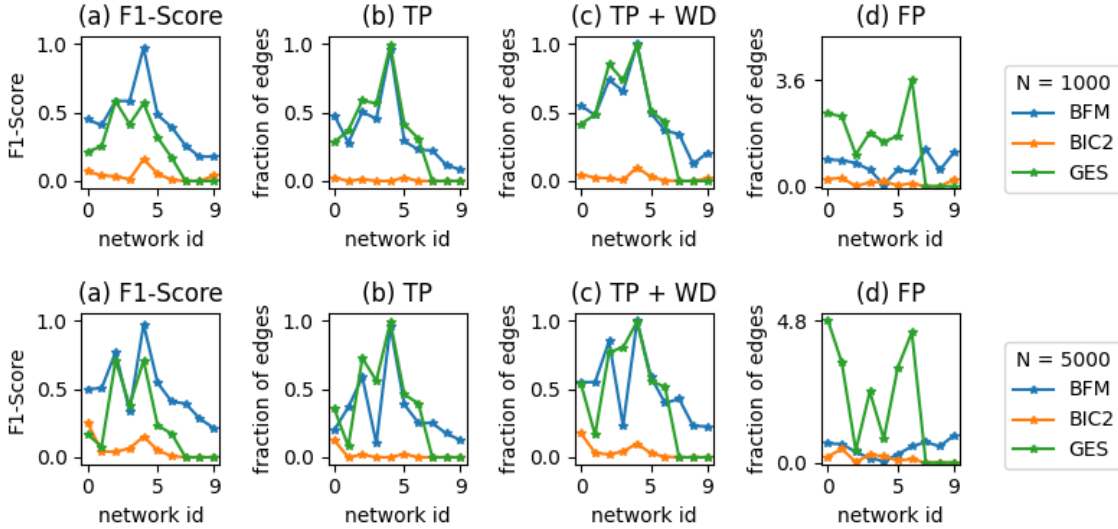 (a) F1-Score
(b) TP
(c) TP + WD
(d) FP
F1-Score
1.0
0.5
0.0
0
5
9
network id
fraction of edges
1.0
0.5
0.0
0
5
9
network id
fraction of edges
1.0
0.5
0.0
0
5
9
network id
fraction of edges
3.6
0.0
0
5
9
network id
N = 1000
BFM
BIC2
GES
(a) F1-Score
(b) TP
(c) TP + WD
(d) FP
F1-Score
1.0
0.5
0.0
0
5
9
network id
fraction of edges
1.0
0.5
0.0
0
5
9
network id
fraction of edges
1.0
0.5
0.0
0
5
9
network id
fraction of edges
4.8
0.0
0
5
9
network id
N = 5000
BFM
BIC2
GES